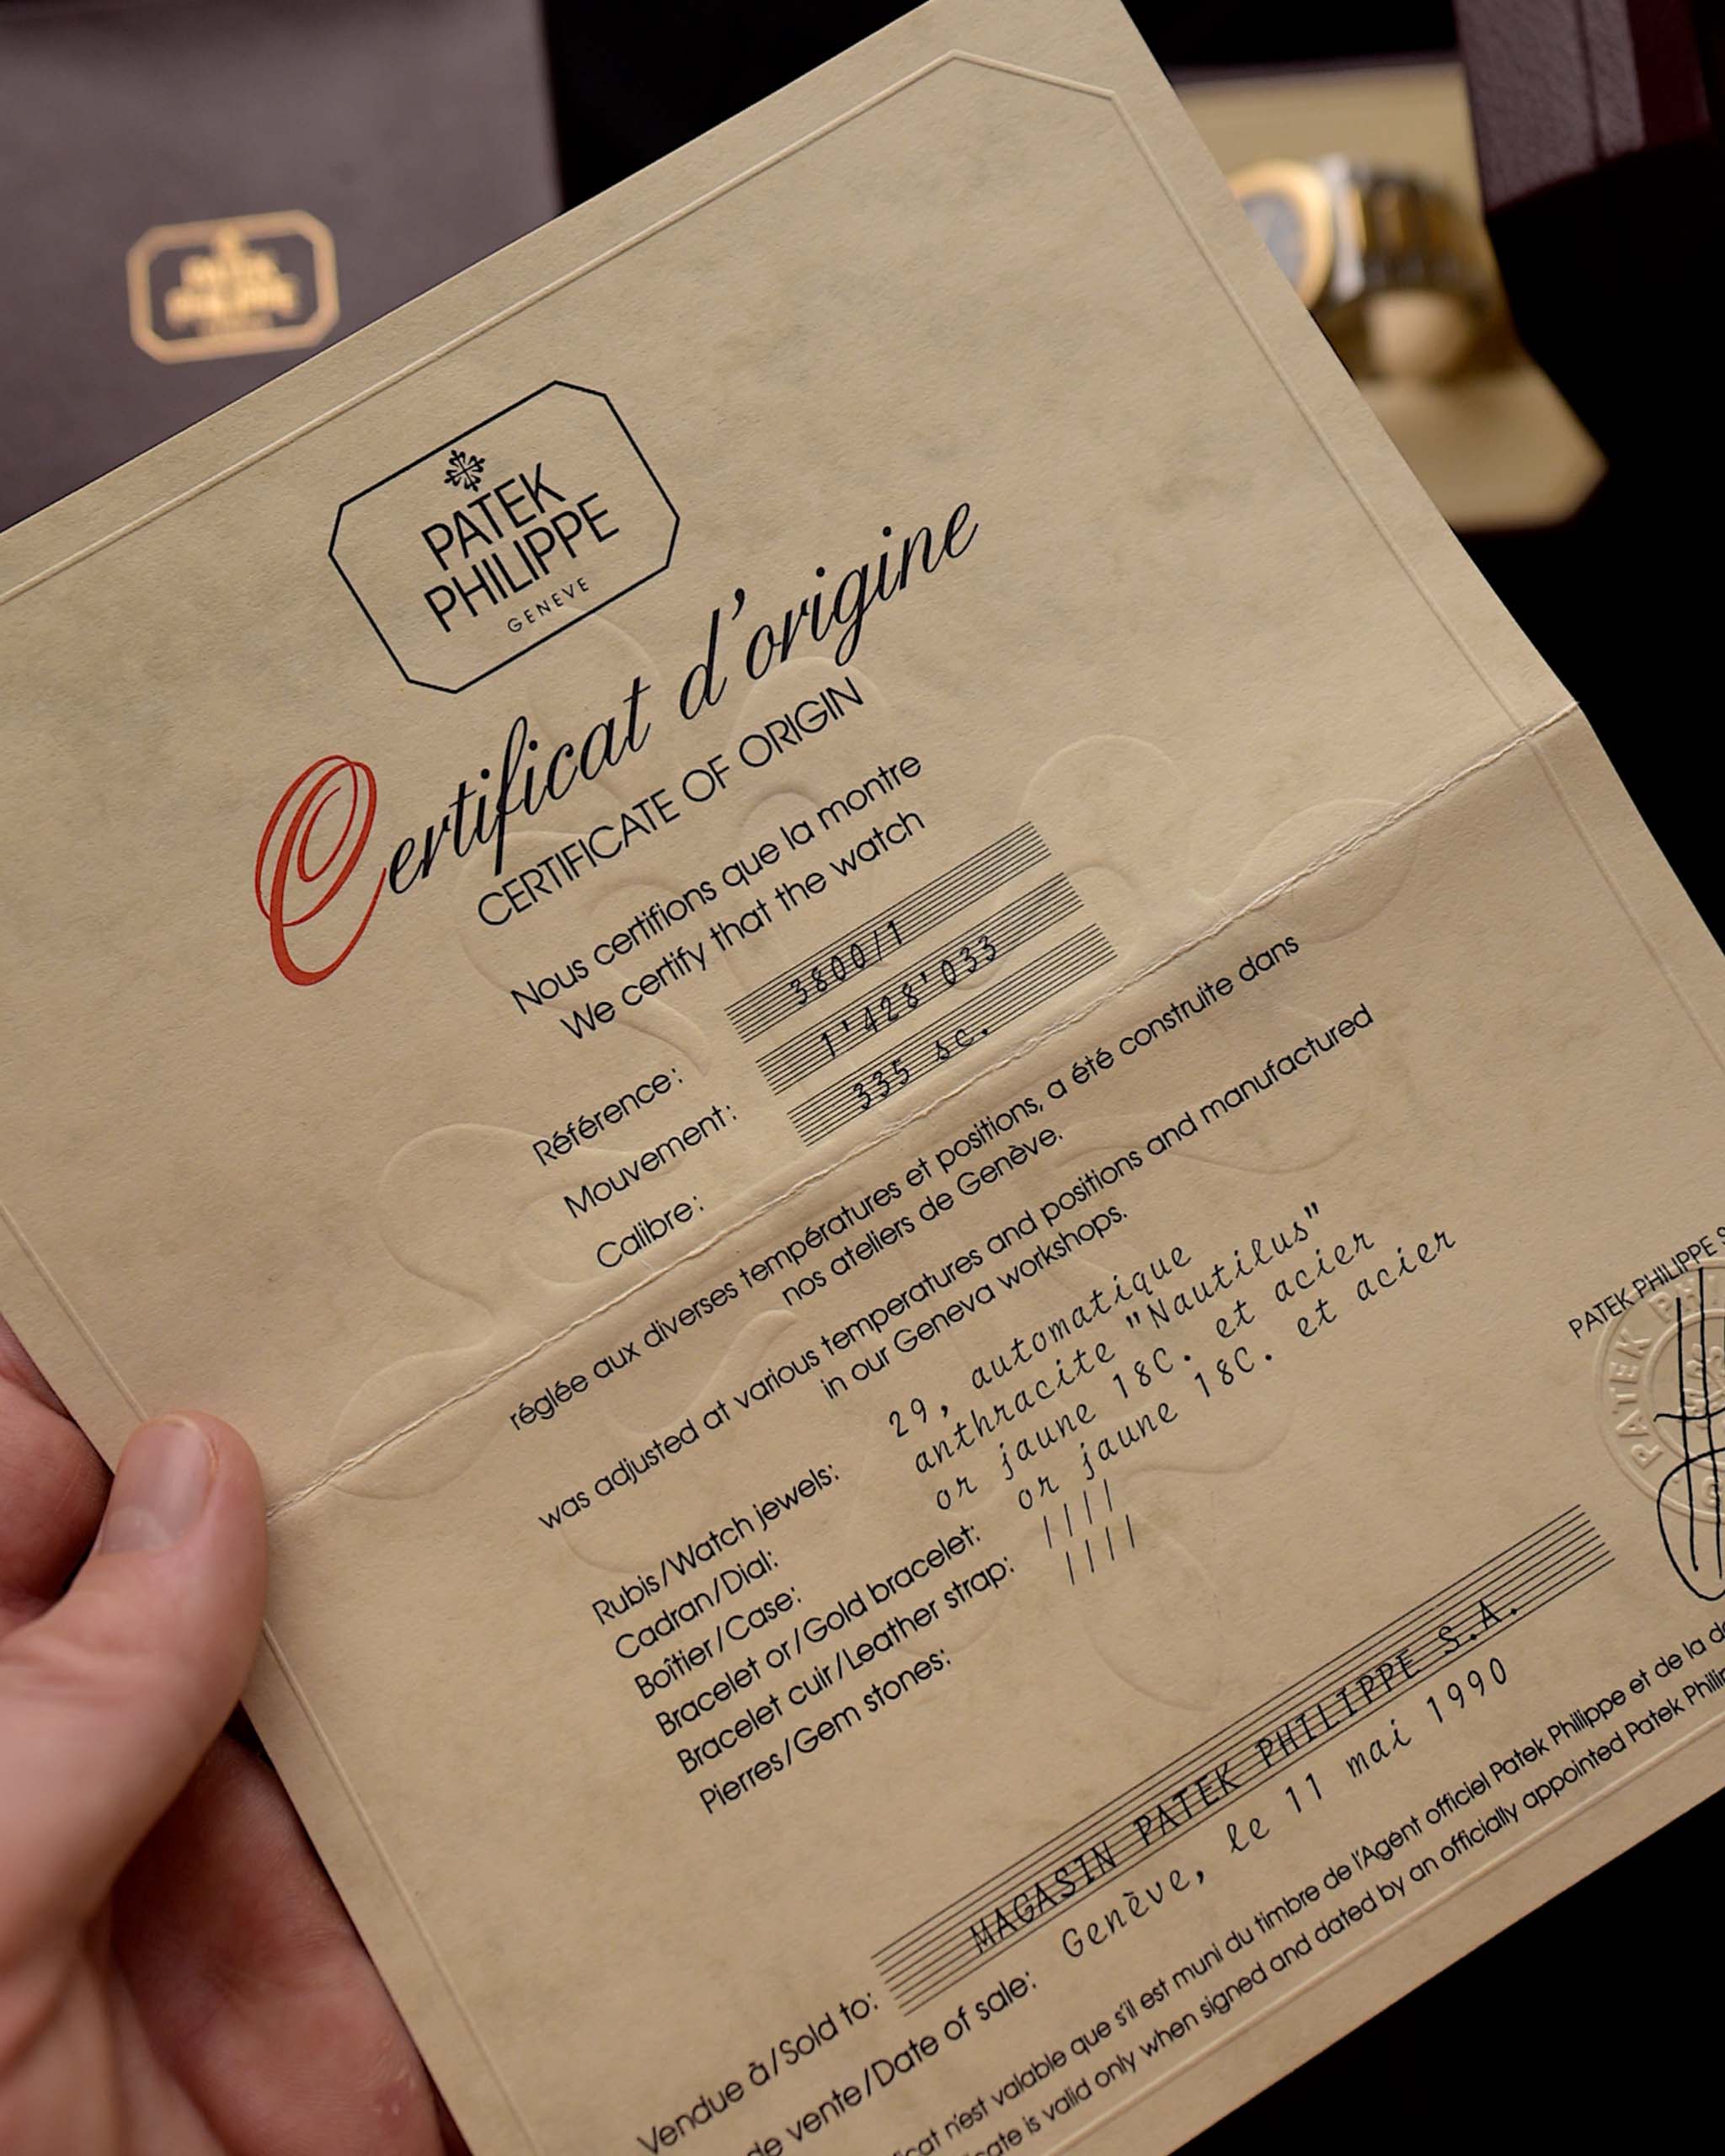 PATEK
PHILIPPE
PATEK
PHILIPPE
GENEVE
Certificat d'origine
CERTIFICATE OF ORIGIN
Nous certifions que la montre
We certify that the watch
Référence: 3800/1
Mouvement: 1'428'033
Calibre: 335 sc.
réglée aux diverses températures et positions, a été construite dans
nos ateliers de Genève.
was adjusted at various temperatures and positions and manufactured
in our Geneva workshops.
Rubis/Watch jewels: 29, automatique
Cadran/Dial: anthracite "Nautilus"
Boîtier/Case: or jaune 18C. et acier
Bracelet or/Gold bracelet: or jaune 18C. et acier
Bracelet cuir/Leather strap: ////
Pierres/Gem stones: ////
PATEK PHILIPPE S
PATEK PHI
Vendue à/Sold to: MAGASIN PATEK PHILIPPE S.A.
de vente/Date of sale: Genève, le 11 mai 1990
n'est valable que s'il est muni du timbre de l'Agent officiel Patek Philippe et de la
is valid only when signed and dated by an officially appointed Patek